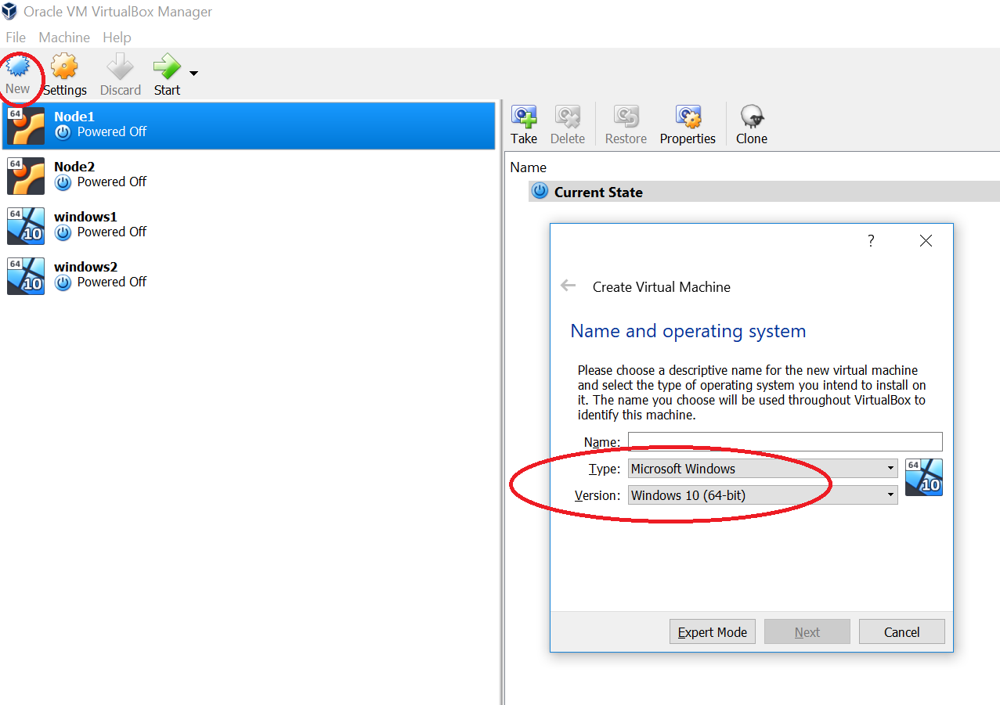 Oracle VM VirtualBox Manager
File Machine Help
New Settings Discard Start
64
Node1
Powered Off
64
Node2
Powered Off
64
10
windows1
Powered Off
64
10
windows2
Powered Off
Take Delete Restore Properties Clone
Name
Current State
?
Create Virtual Machine
Name and operating system
Please choose a descriptive name for the new virtual machine
and select the type of operating system you intend to install on
it. The name you choose will be used throughout VirtualBox to
identify this machine.
Name:
Type: Microsoft Windows
Version: Windows 10 (64-bit)
64
10
Expert Mode Next Cancel